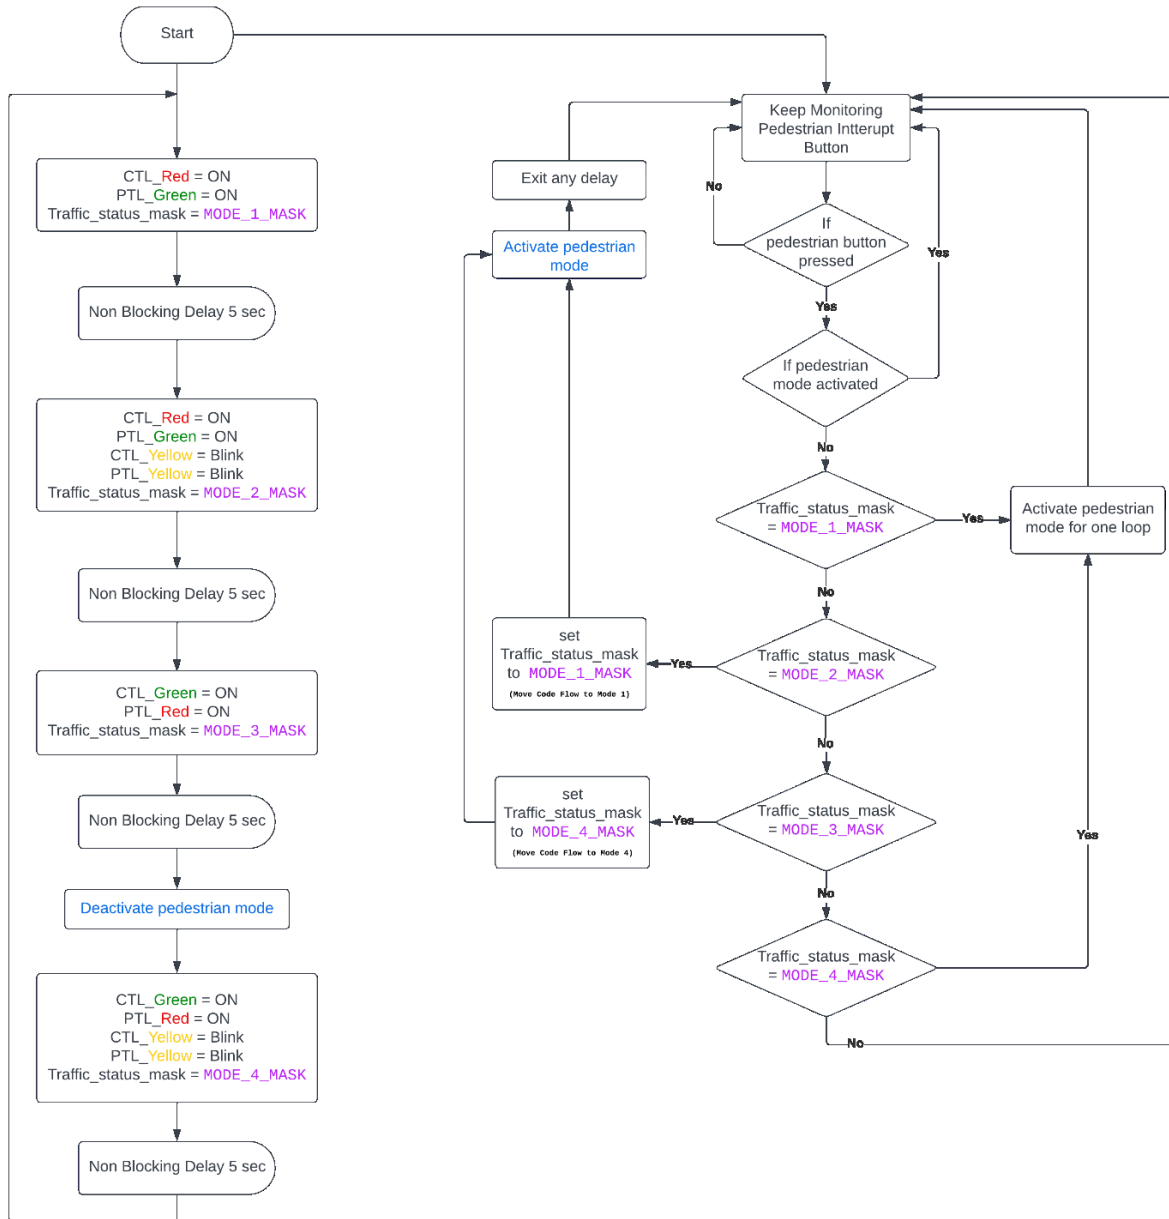 Start
CTL_Red = ON
PTL_Green = ON
Traffic_status_mask = MODE_1_MASK
Non Blocking Delay 5 sec
CTL_Red = ON
PTL_Green = ON
CTL_Yellow = Blink
PTL_Yellow = Blink
Traffic_status_mask = MODE_2_MASK
Non Blocking Delay 5 sec
CTL_Green = ON
PTL_Red = ON
Traffic_status_mask = MODE_3_MASK
Non Blocking Delay 5 sec
Deactivate pedestrian mode
CTL_Green = ON
PTL_Red = ON
CTL_Yellow = Blink
PTL_Yellow = Blink
Traffic_status_mask = MODE_4_MASK
Non Blocking Delay 5 sec
Keep Monitoring
Pedestrian Intterupt
Button
No
If
pedestrian button
pressed
Yes
Yes
If pedestrian
mode activated
No
Traffic_status_mask
= MODE_1_MASK
Yes
Activate pedestrian
mode for one loop
No
Traffic_status_mask
= MODE_2_MASK
Yes
set
Traffic_status_mask
to MODE_1_MASK
(Move Code Flow to Mode 1)
No
Traffic_status_mask
= MODE_3_MASK
Yes
set
Traffic_status_mask
to MODE_4_MASK
(Move Code Flow to Mode 4)
No
Traffic_status_mask
= MODE_4_MASK
Yes
No
Activate pedestrian
mode
Exit any delay